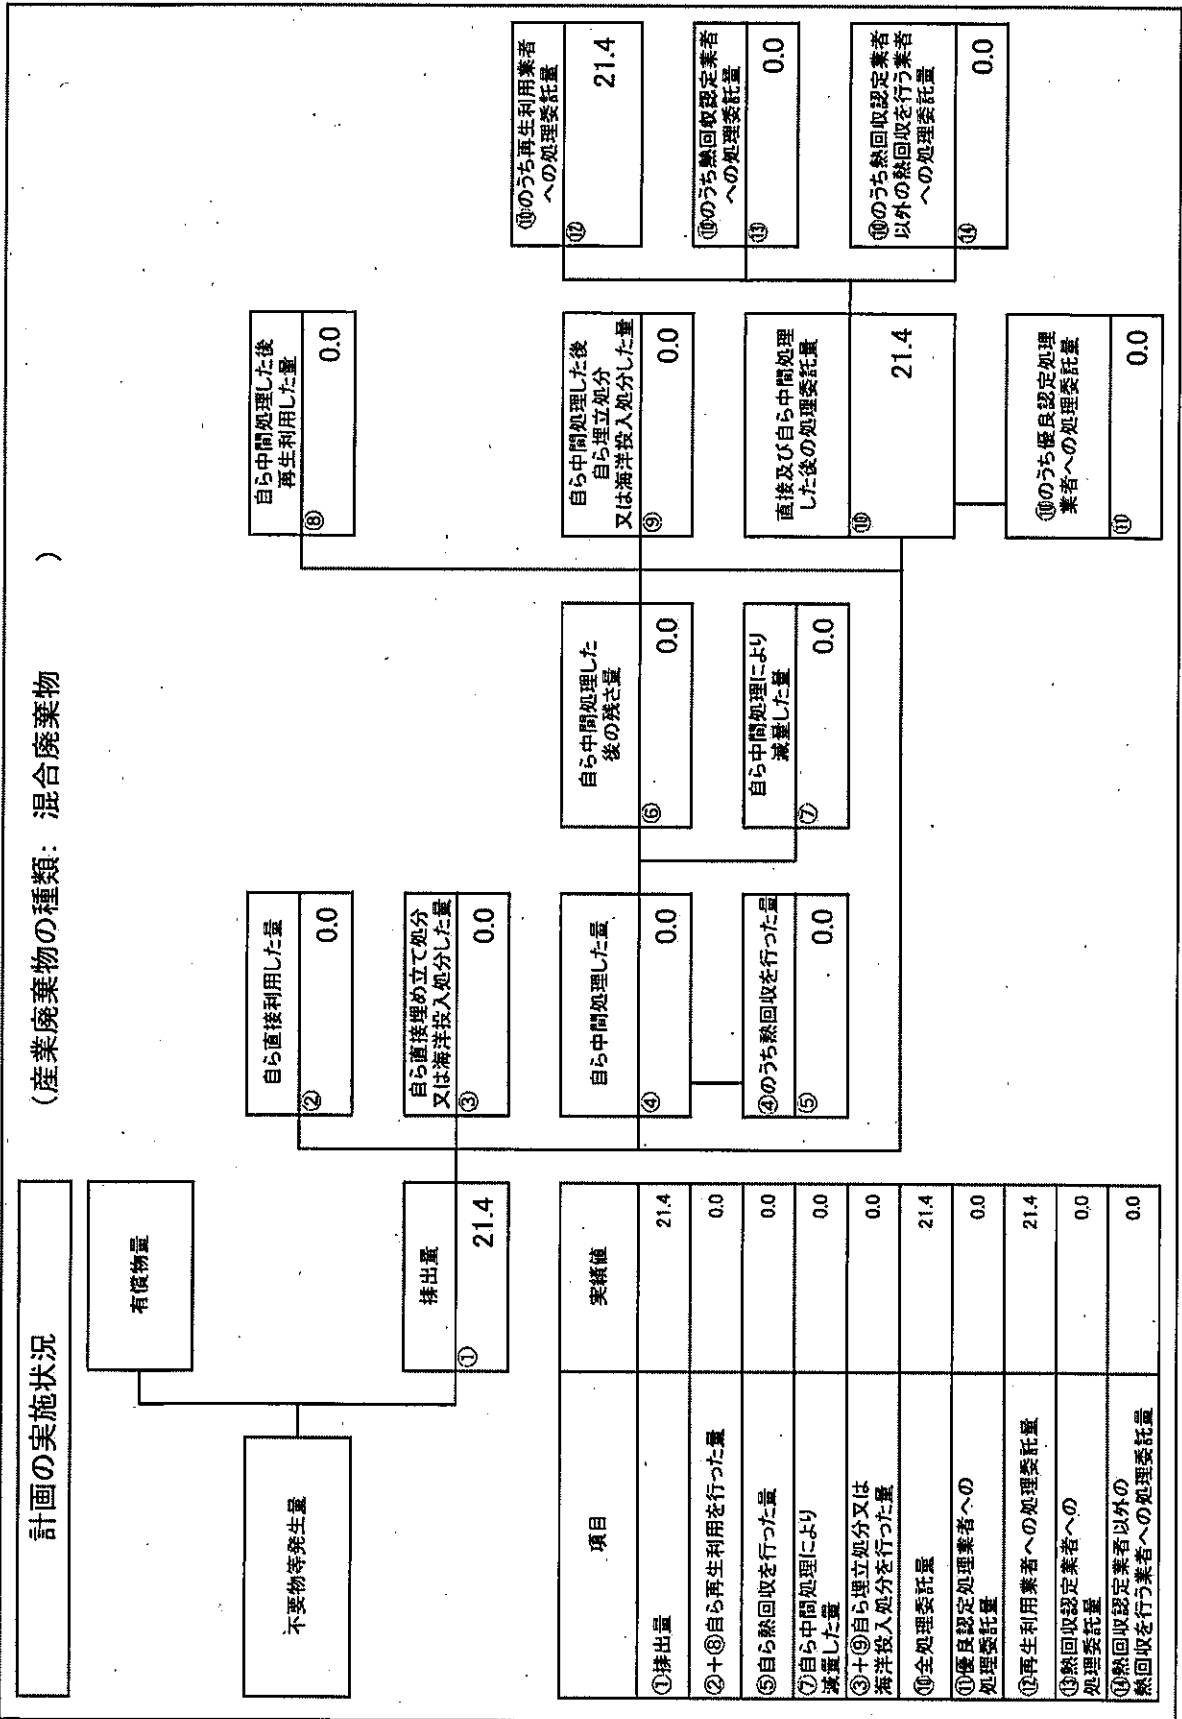 計画の実施状況
(産業廃棄物の種類： 混合廃棄物 )
不要物等発生量
有償物量
排出量
① 21.4
自ら直接利用した量
② 0.0
自ら直接埋め立て処分
又は海洋投入処分した量
③ 0.0
自ら中間処理した量
④ 0.0
④のうち熱回収を行った量
⑤ 0.0
自ら中間処理した
後の残さ量
⑥ 0.0
自ら中間処理により
減量した量
⑦ 0.0
自ら中間処理した後
再生利用した量
⑧ 0.0
自ら中間処理した後
自ら埋立処分
又は海洋投入処分した量
⑨ 0.0
直接及び自ら中間処理
した後の処理委託量
⑩ 21.4
⑩のうち優良認定処理
業者への処理委託量
⑪ 0.0
⑩のうち再生利用業者
への処理委託量
⑫ 21.4
⑩のうち熱回収認定業者
への処理委託量
⑬ 0.0
⑩のうち熱回収認定業者
以外の熱回収を行う業者
への処理委託量
⑭ 0.0
項目 実績値
①排出量 21.4
②+⑧自ら再生利用を行った量 0.0
⑤自ら熱回収を行った量 0.0
⑦自ら中間処理により
減量した量 0.0
③+⑨自ら埋立処分又は
海洋投入処分を行った量 0.0
⑩全処理委託量 21.4
⑪優良認定処理業者への
処理委託量 0.0
⑫再生利用業者への処理委託量 21.4
⑬熱回収認定業者への
処理委託量 0.0
⑭熱回収認定業者以外の
熱回収を行う業者への処理委託量 0.0